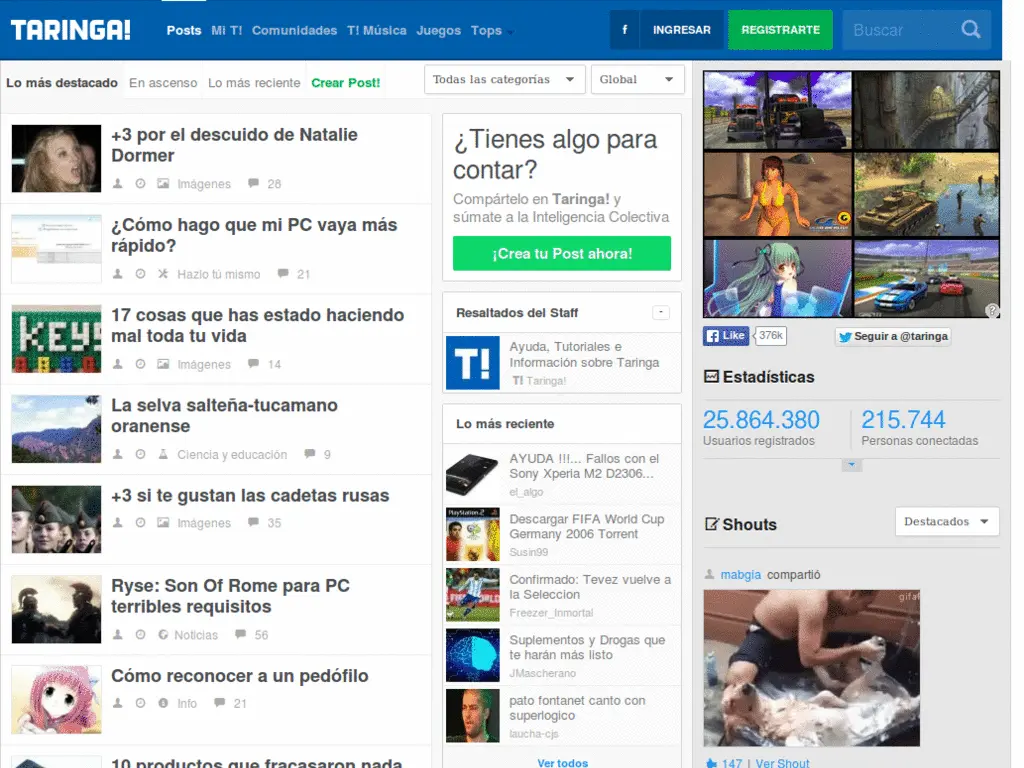 TARINGA!
Posts Mi T! Comunidades T! Música Juegos Tops
f INGRESAR REGISTRARTE Buscar
Lo más destacado En ascenso Lo más reciente Crear Post!
Todas las categorías Global
+3 por el descuido de Natalie
Dormer
Imágenes 28
¿Cómo hago que mi PC vaya más
rápido?
Hazlo tú mismo 21
KEYS
17 cosas que has estado haciendo
mal toda tu vida
Imágenes 14
La selva salteña-tucamano
oranense
Ciencia y educación 9
+3 si te gustan las cadetas rusas
Imágenes 35
Ryse: Son Of Rome para PC
terribles requisitos
Noticias 56
Cómo reconocer a un pedófilo
Info 21
10 productos que fracasaron nada
¿Tienes algo para
contar?
Compártelo en Taringa! y
súmate a la Inteligencia Colectiva
¡Crea tu Post ahora!
Resaltados del Staff -
T!
Ayuda, Tutoriales e
Información sobre Taringa
T! Taringa!
Lo más reciente
AYUDA !!!... Fallos con el
Sony Xperia M2 D2306...
el_algo
PlayStation 2
Descargar FIFA World Cup
Germany 2006 Torrent
Susin99
Confirmado: Tevez vuelve a
la Seleccion
Freezer_Inmortal
Suplementos y Drogas que
te harán más listo
JMascherano
pato fontanet canto con
superlogico
laucha-cjs
Ver todos
?
Like 376k
Seguir a @taringa
Estadísticas
25.864.380 215.744
Usuarios registrados Personas conectadas
Shouts Destacados
mabgia compartió
147 | Ver Shout